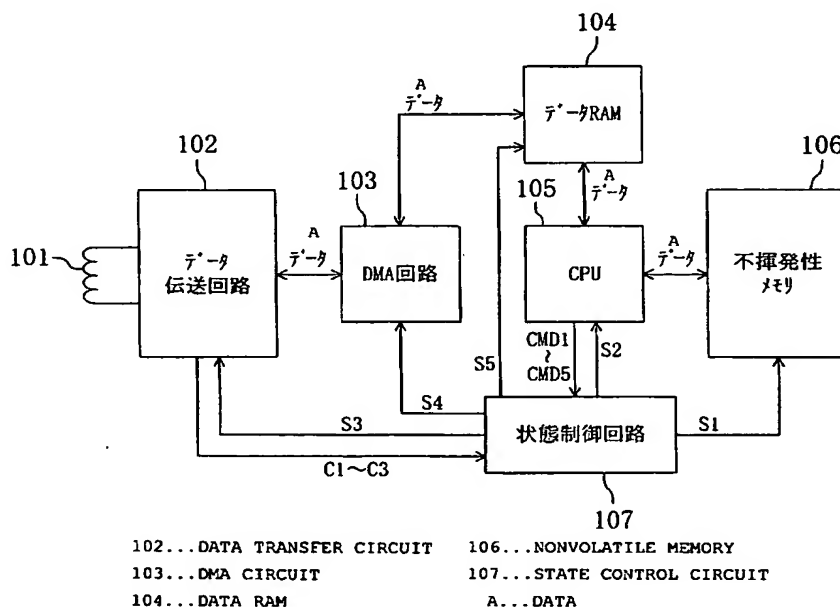 104
A
データ
データRAM
102
106
103
A
データ
105
101
A
データ
A
データ
データ
伝送回路
DMA回路
CPU
不揮発性
メモリ
CMD1
~
CMD5
S2
S5
S4
S3
状態制御回路
S1
C1~C3
107
102...DATA TRANSFER CIRCUIT
106...NONVOLATILE MEMORY
103...DMA CIRCUIT
107...STATE CONTROL CIRCUIT
104...DATA RAM
A...DATA